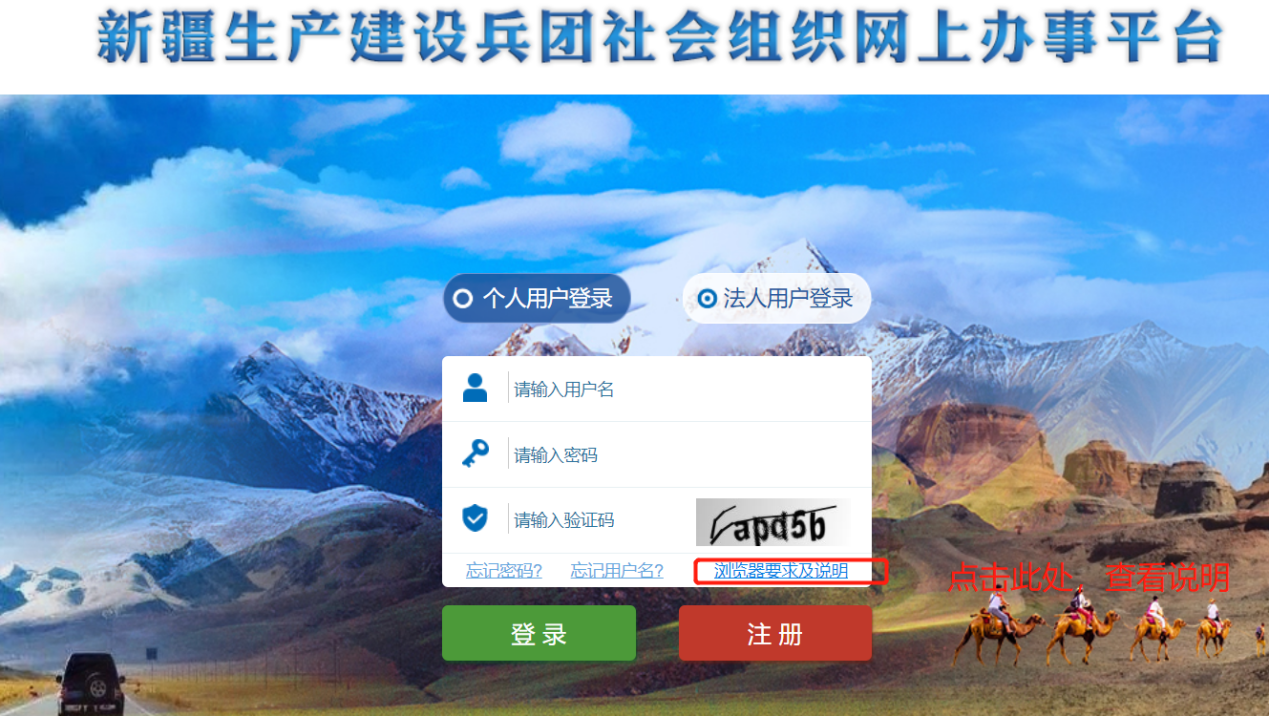 新疆生产建设兵团社会组织网上办事平台
个人用户登录 法人用户登录
请输入用户名
请输入密码
请输入验证码
忘记密码? 忘记用户名? 浏览器要求及说明
点击此处，查看说明
登 录 注 册